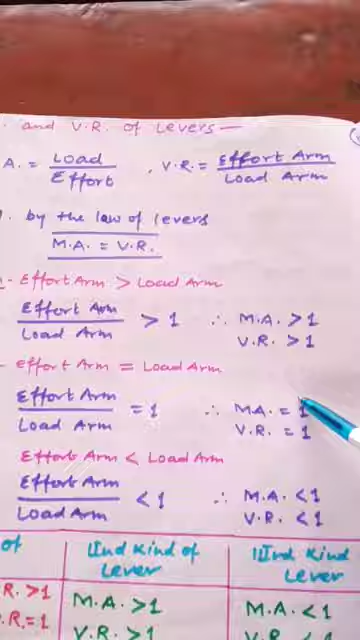 . and V.R. of Levers —
A. = Load / Effort , V.R. = Effort Arm / Load Arm
. by the law of levers
M.A. = V.R.
- Effort Arm > Load Arm
Effort Arm / Load Arm > 1 ∴ M.A. > 1
V.R. > 1
- Effort Arm = Load Arm
Effort Arm / Load Arm = 1 ∴ M.A. = 1
V.R. = 1
Effort Arm < Load Arm
Effort Arm / Load Arm < 1 ∴ M.A. < 1
V.R. < 1
of IInd Kind of Lever IIIrd Kind Lever
R. > 1 M.A. > 1 M.A. < 1
.R. = 1 V.R. > 1